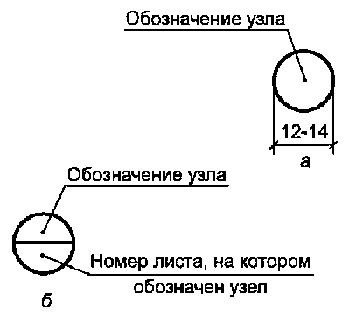 Обозначение узла
12-14
а
Обозначение узла
Номер листа, на котором
обозначен узел
б